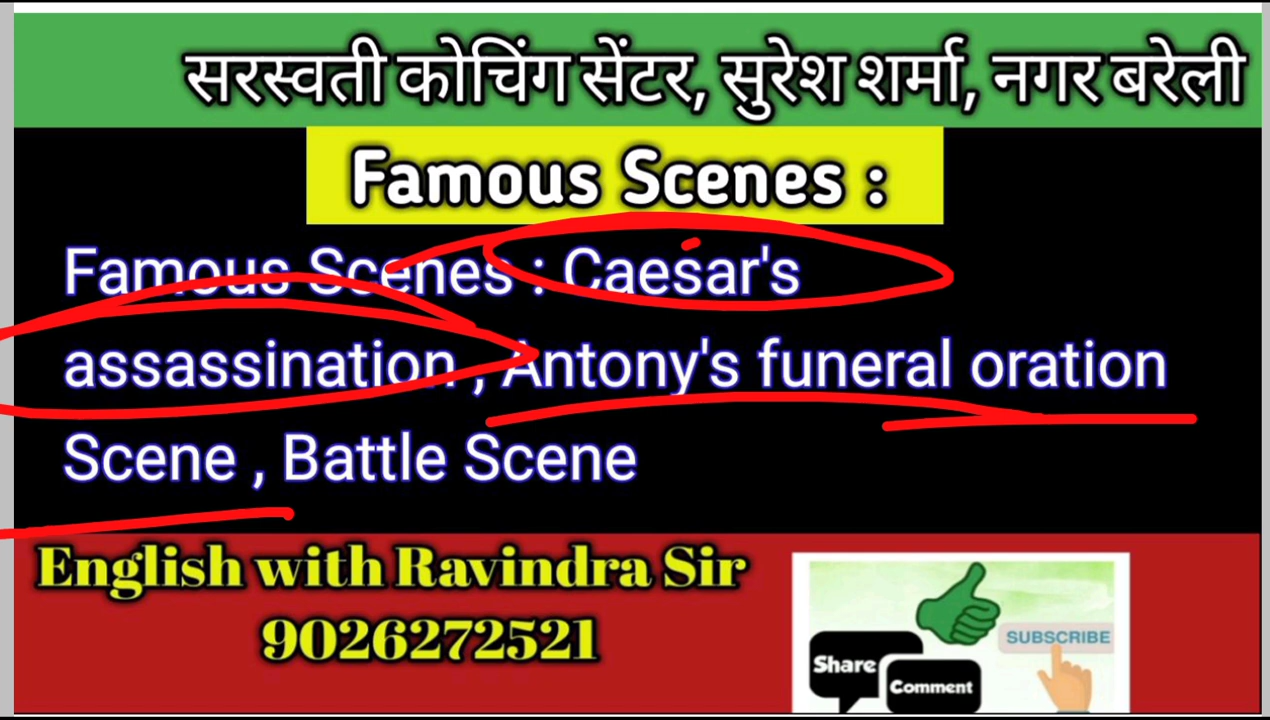 सरस्वती कोचिंग सेंटर, सुरेश शर्मा, नगर बरेली
Famous Scenes :
Famous Scenes : Caesar's
assassination , Antony's funeral oration
Scene , Battle Scene
English with Ravindra Sir
9026272521
SUBSCRIBE
Share
Comment